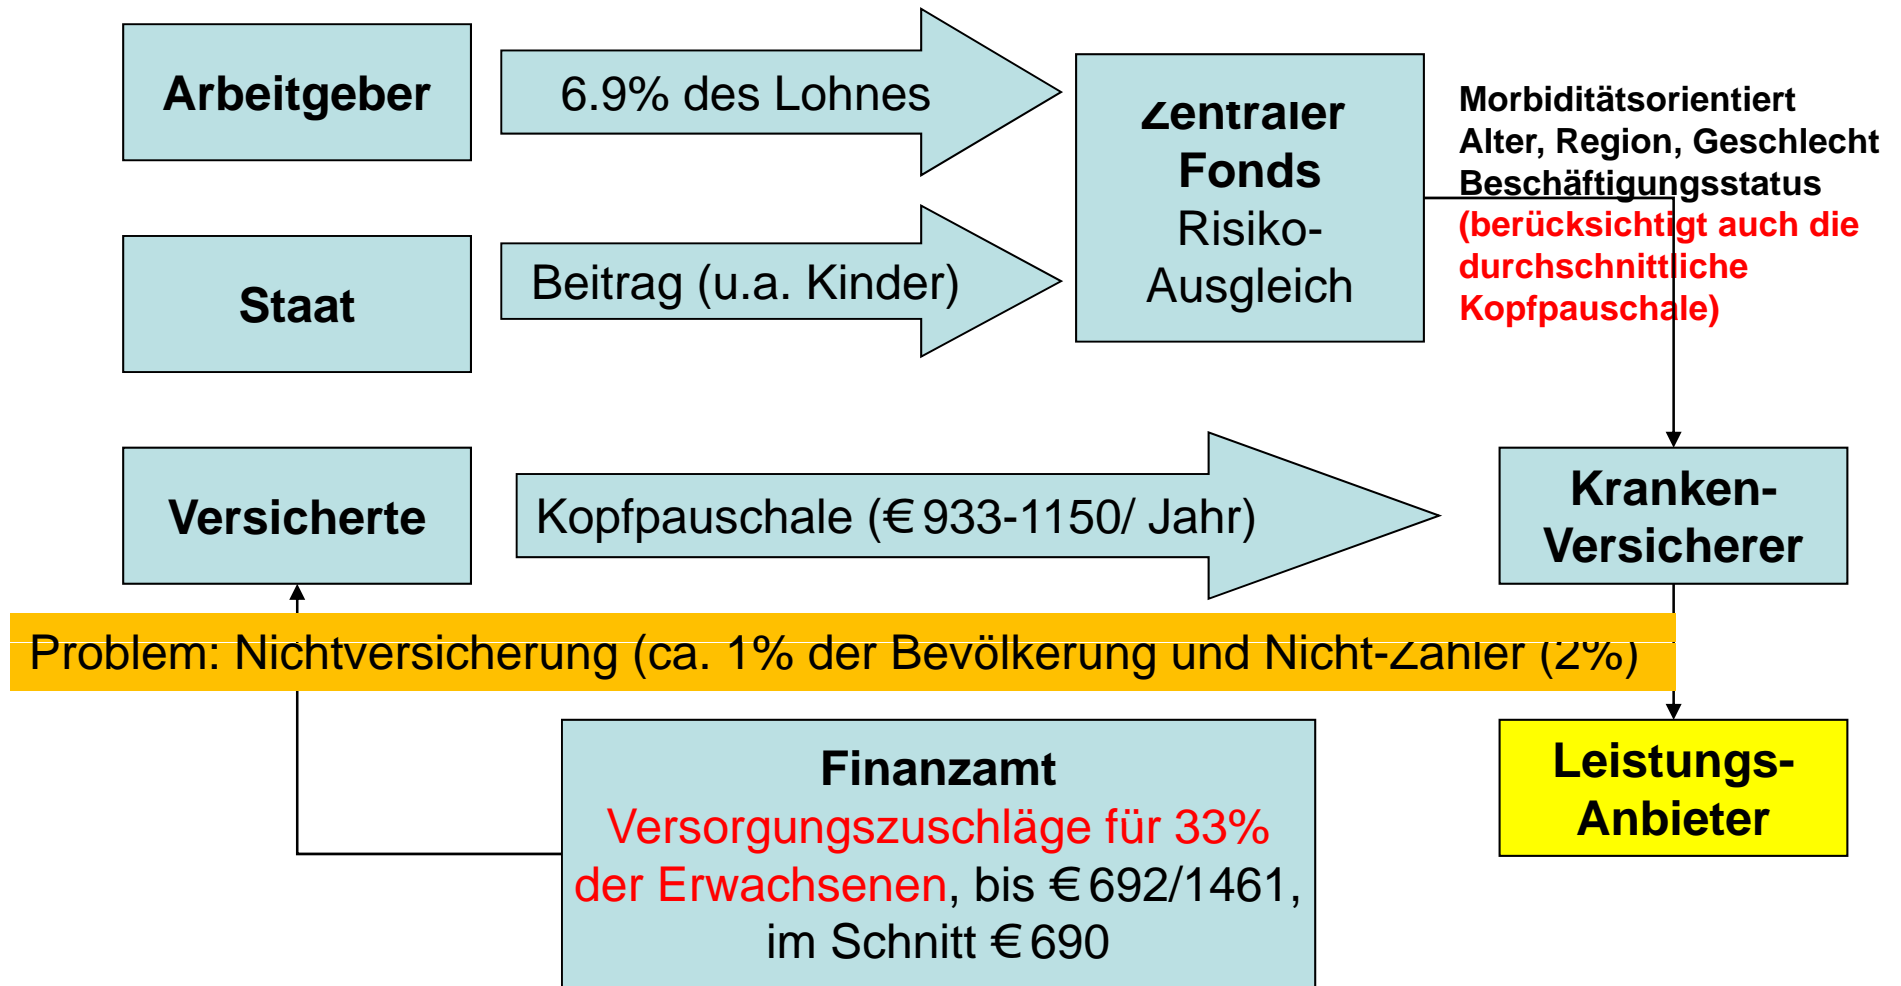 Arbeitgeber
6.9% des Lohnes
Zentraler
Fonds
Risiko-
Ausgleich
Morbiditätsorientiert
Alter, Region, Geschlecht
Beschäftigungsstatus
(berücksichtigt auch die
durchschnittliche
Kopfpauschale)
Staat
Beitrag (u.a. Kinder)
Versicherte
Kopfpauschale (€ 933-1150/ Jahr)
Kranken-
Versicherer
Problem: Nichtversicherung (ca. 1% der Bevölkerung und Nicht-Zahler (2%)
Finanzamt
Versorgungszuschläge für 33%
der Erwachsenen, bis € 692/1461,
im Schnitt € 690
Leistungs-
Anbieter